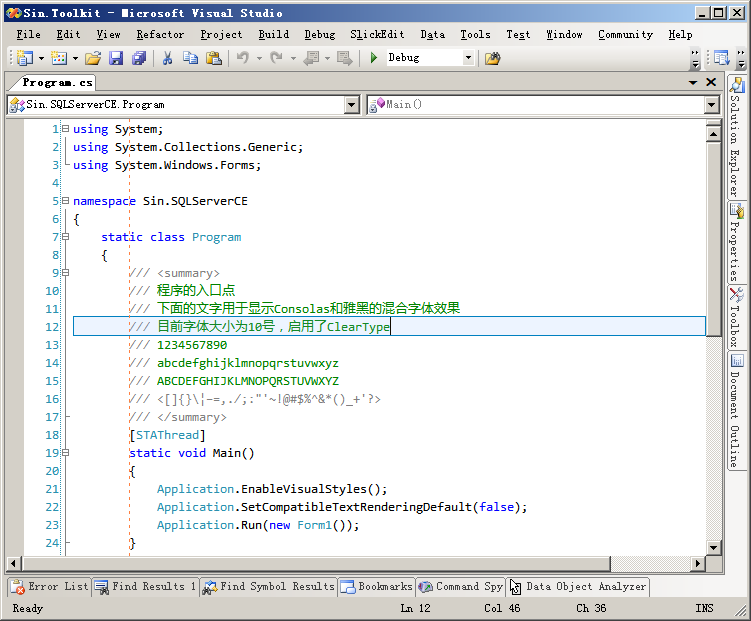 Sin.Toolkit - Microsoft Visual Studio
File Edit View Refactor Project Build Debug SlickEdit Data Tools Test Window Community Help
Debug
Program.cs
Sin.SQLServerCE.Program
Main()
1 using System;
2 using System.Collections.Generic;
3 using System.Windows.Forms;
4
5 namespace Sin.SQLServerCE
6 {
7 static class Program
8 {
9 /// <summary>
10 /// 程序的入口点
11 /// 下面的文字用于显示Consolas和雅黑的混合字体效果
12 /// 目前字体大小为10号，启用了ClearType
13 /// 1234567890
14 /// abcdefghijklmnopqrstuvwxyz
15 /// ABCDEFGHIJKLMNOPQRSTUVWXYZ
16 /// <[]{}\¦-=,./;:"'~!@#$%^&*()_+'?>
17 /// </summary>
18 [STAThread]
19 static void Main()
20 {
21 Application.EnableVisualStyles();
22 Application.SetCompatibleTextRenderingDefault(false);
23 Application.Run(new Form1());
24 }
Solution Explorer
Properties
Toolbox
Document Outline
Error List
Find Results 1
Find Symbol Results
Bookmarks
Command Spy
Data Object Analyzer
Ready Ln 12 Col 46 Ch 36 INS